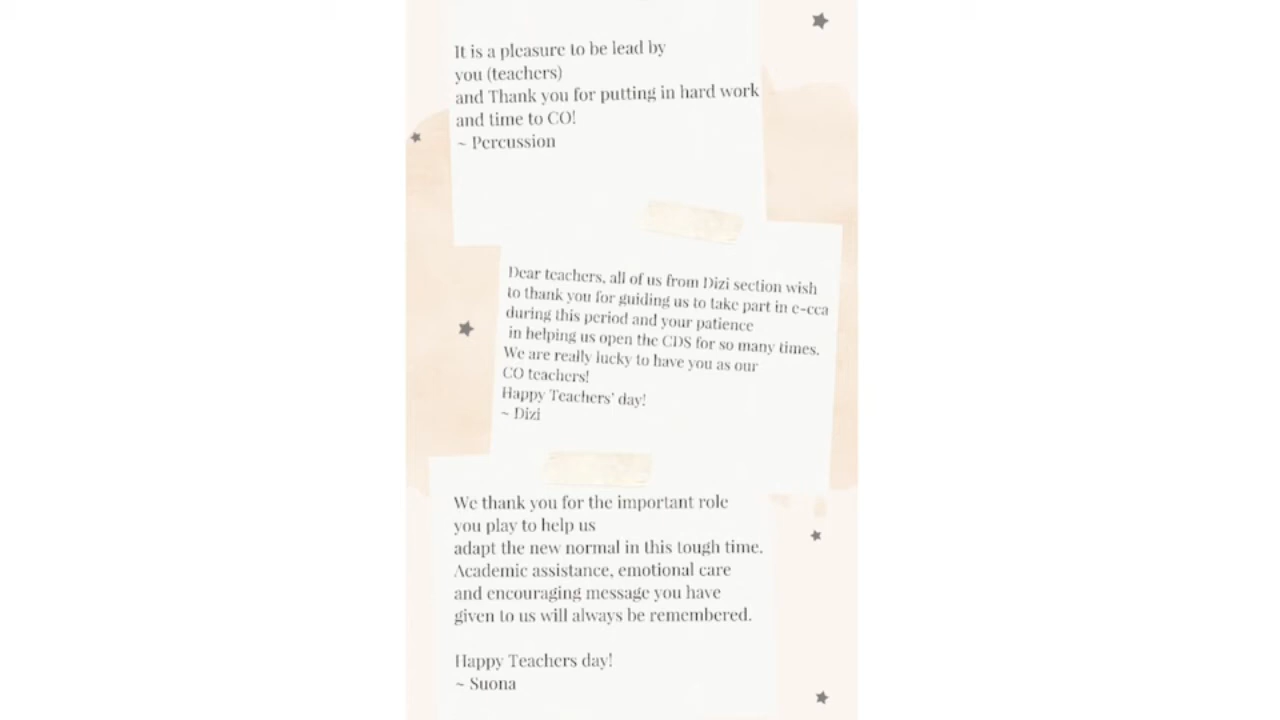 It is a pleasure to be lead by
you (teachers)
and Thank you for putting in hard work
and time to CO!
~ Percussion
Dear teachers, all of us from Dizi section wish
to thank you for guiding us to take part in e-cca
during this period and your patience
in helping us open the CDS for so many times.
We are really lucky to have you as our
CO teachers!
Happy Teachers' day!
~ Dizi
We thank you for the important role
you play to help us
adapt the new normal in this tough time.
Academic assistance, emotional care
and encouraging message you have
given to us will always be remembered.
Happy Teachers day!
~ Suona